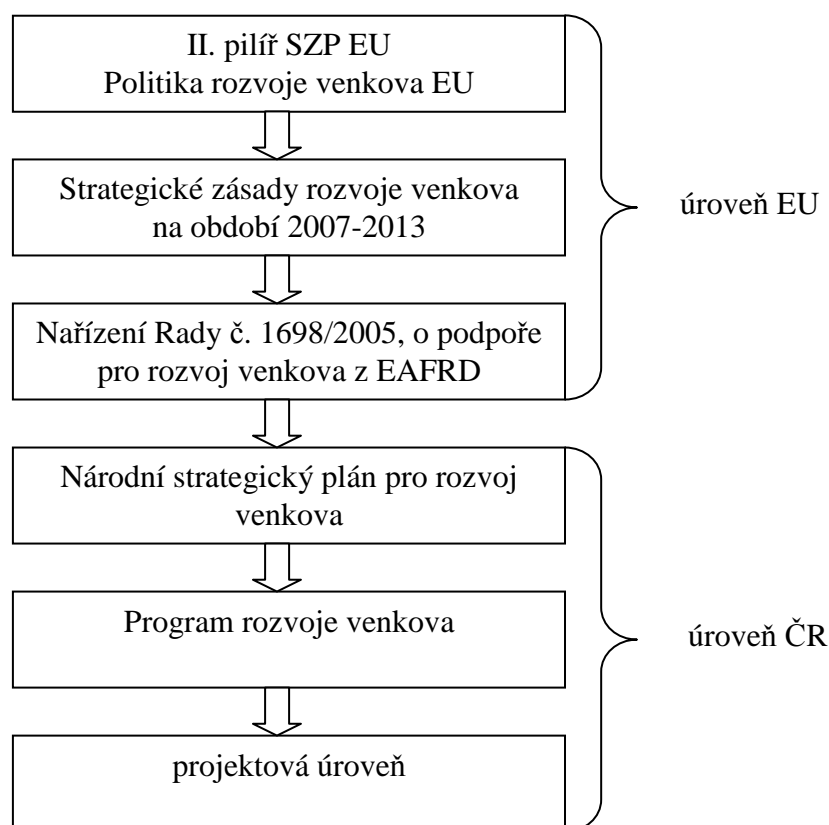 II. pilíř SZP EU
Politika rozvoje venkova EU
Strategické zásady rozvoje venkova
na období 2007-2013
úroveň EU
Nařízení Rady č. 1698/2005, o podpoře
pro rozvoj venkova z EAFRD
Národní strategický plán pro rozvoj
venkova
Program rozvoje venkova
úroveň ČR
projektová úroveň